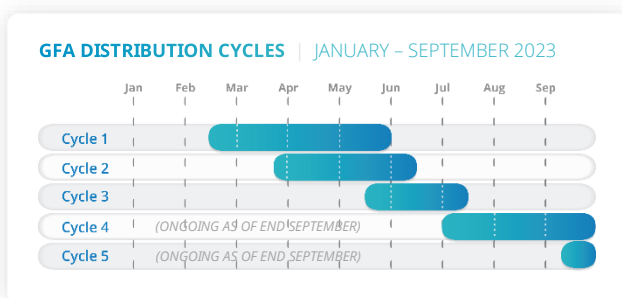 GFA DISTRIBUTION CYCLES | JANUARY – SEPTEMBER 2023
Jan Feb Mar Apr May Jun Jul Aug Sep
Cycle 1
Cycle 2
Cycle 3
Cycle 4 (ONGOING AS OF END SEPTEMBER)
Cycle 5 (ONGOING AS OF END SEPTEMBER)